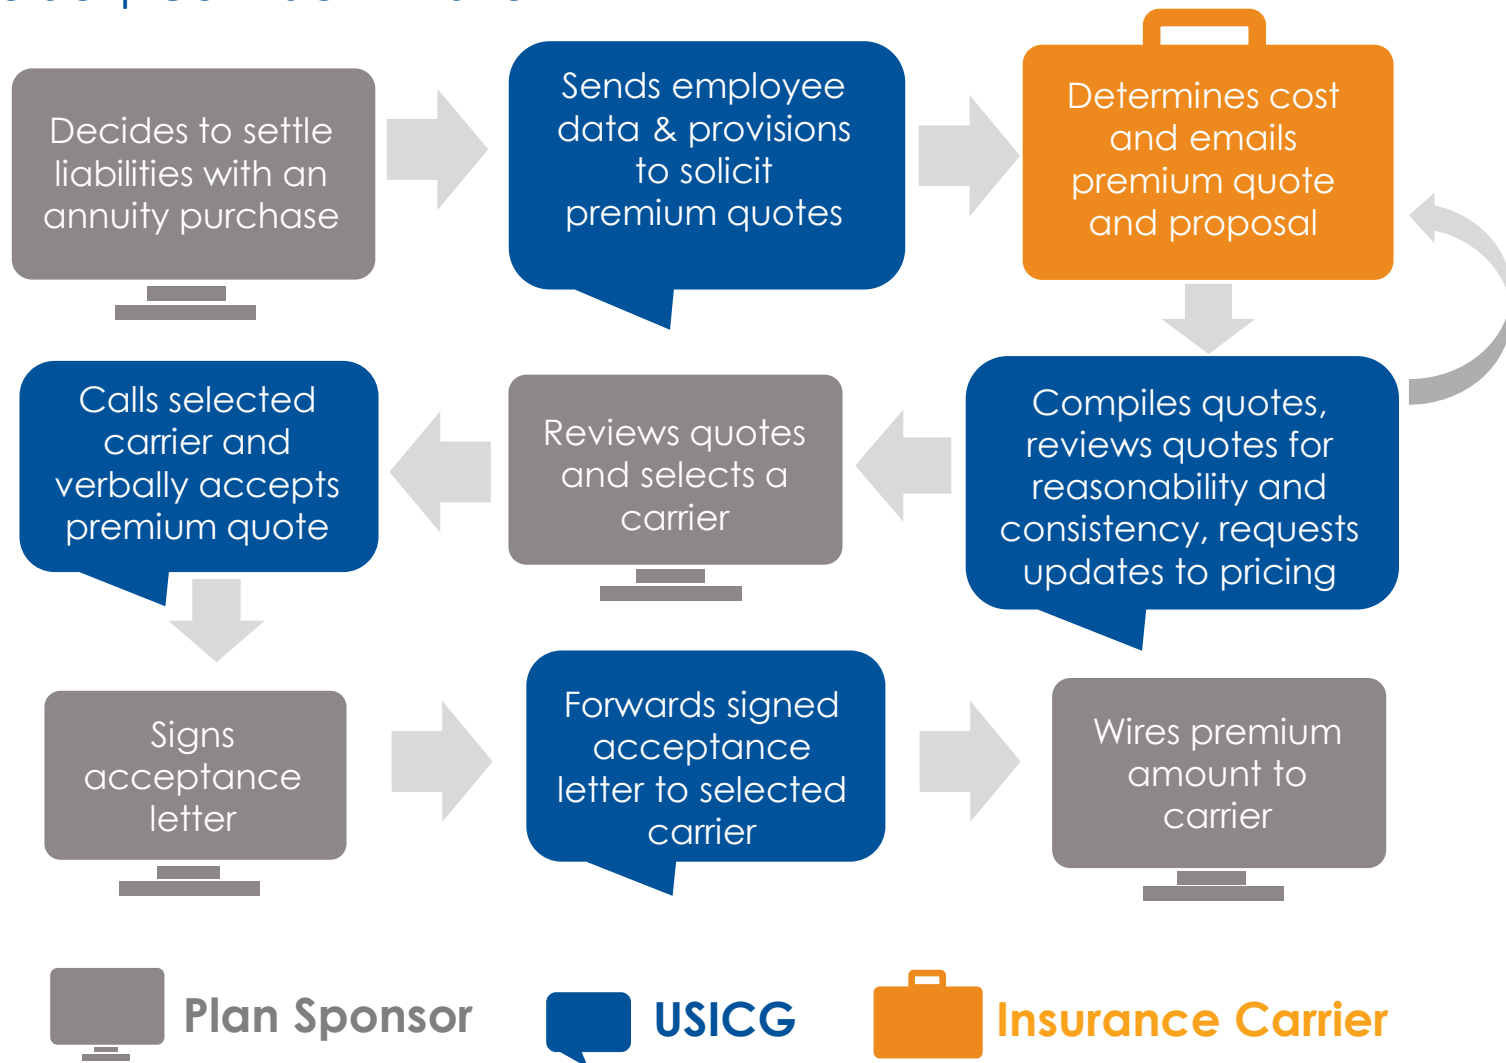 Decides to settle
liabilities with an
annuity purchase
Sends employee
data & provisions
to solicit
premium quotes
Determines cost
and emails
premium quote
and proposal
Compiles quotes,
reviews quotes for
reasonability and
consistency, requests
updates to pricing
Reviews quotes
and selects a
carrier
Calls selected
carrier and
verbally accepts
premium quote
Signs
acceptance
letter
Forwards signed
acceptance
letter to selected
carrier
Wires premium
amount to
carrier
Plan Sponsor
USICG
Insurance Carrier